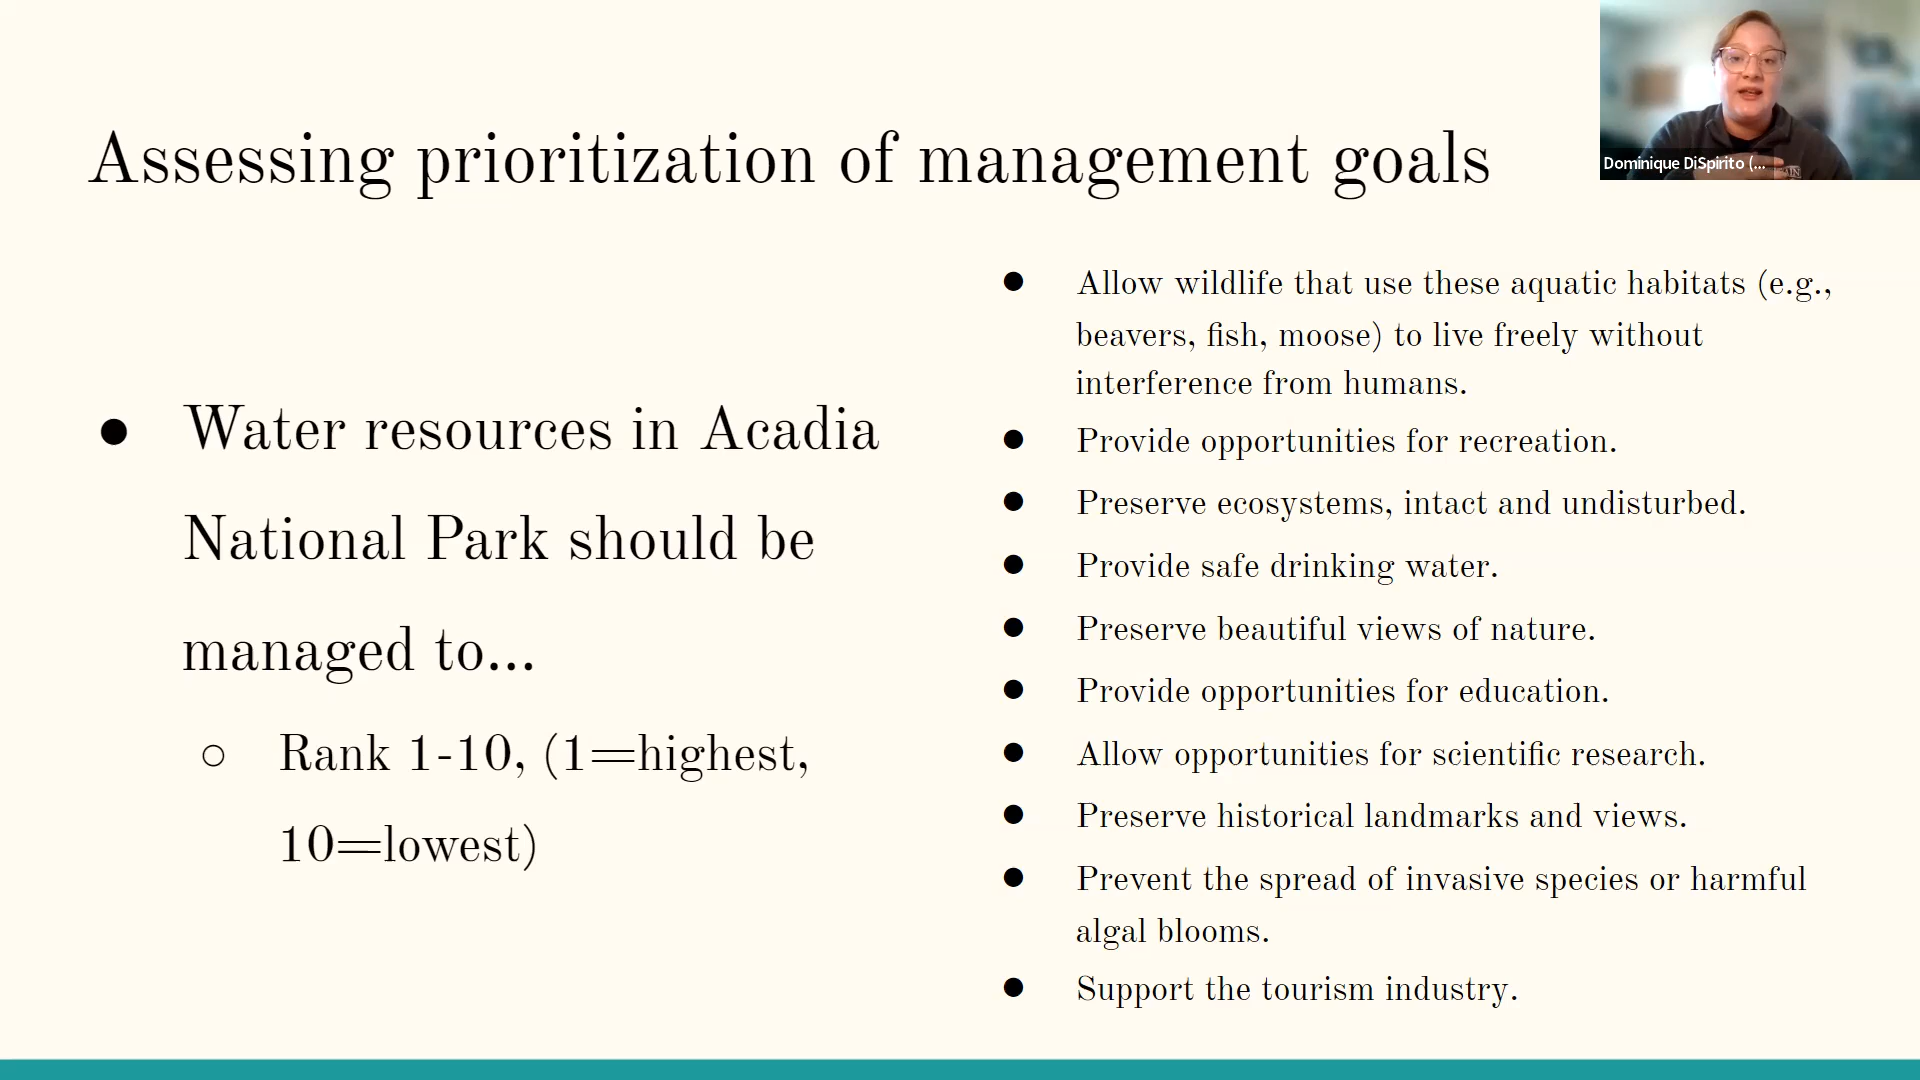 Assessing prioritization of management goals
Dominique DiSpirito (...
● Water resources in Acadia
National Park should be
managed to...
○ Rank 1-10, (1=highest,
10=lowest)
● Allow wildlife that use these aquatic habitats (e.g.,
beavers, fish, moose) to live freely without
interference from humans.
● Provide opportunities for recreation.
● Preserve ecosystems, intact and undisturbed.
● Provide safe drinking water.
● Preserve beautiful views of nature.
● Provide opportunities for education.
● Allow opportunities for scientific research.
● Preserve historical landmarks and views.
● Prevent the spread of invasive species or harmful
algal blooms.
● Support the tourism industry.